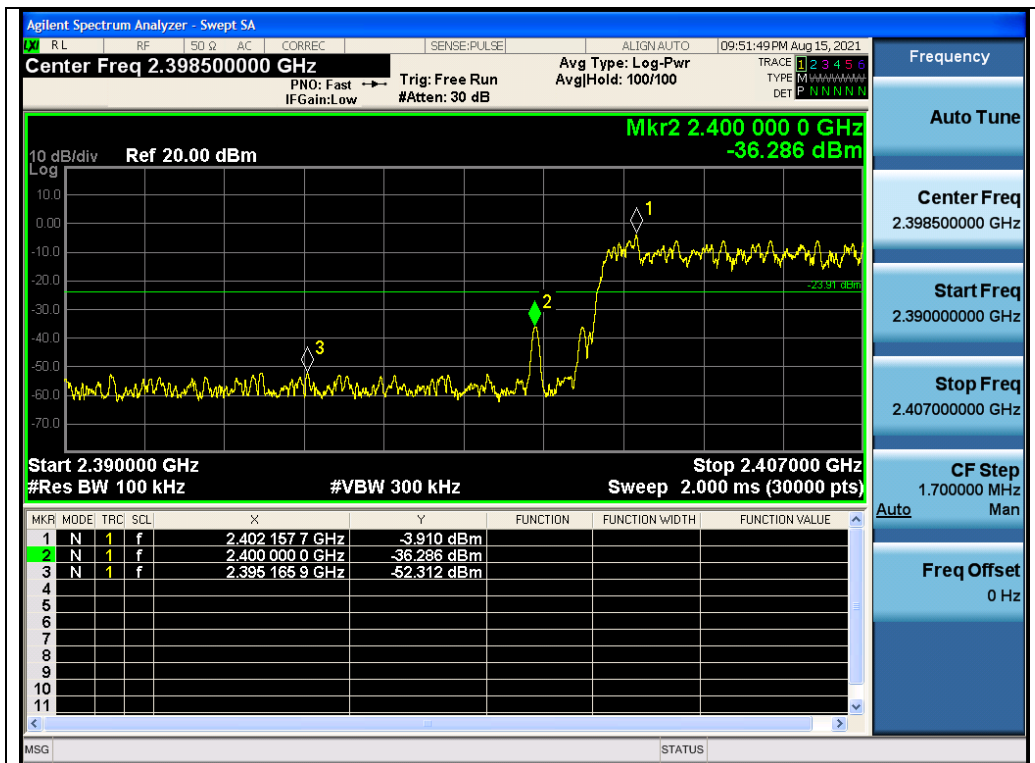 Agilent Spectrum Analyzer - Swept SA
LXI RL RF 50 Ω AC CORREC SENSE:PULSE ALIGN AUTO 09:51:49 PM Aug 15, 2021
Center Freq 2.398500000 GHz
PNO: Fast
IFGain:Low
Trig: Free Run
#Atten: 30 dB
Avg Type: Log-Pwr
Avg|Hold: 100/100
TRACE 1 2 3 4 5 6
TYPE M
DET P N N N N N
Mkr2 2.400 000 0 GHz
-36.286 dBm
10 dB/div Ref 20.00 dBm
Log
10.0
0.00
-10.0
-20.0
-30.0
-40.0
-50.0
-60.0
-70.0
1
2
3
-23.91 dBm
Start 2.390000 GHz Stop 2.407000 GHz
#Res BW 100 kHz #VBW 300 kHz Sweep 2.000 ms (30000 pts)
MKR MODE TRC SCL X Y FUNCTION FUNCTION WIDTH FUNCTION VALUE
1 N 1 f 2.402 157 7 GHz -3.910 dBm
2 N 1 f 2.400 000 0 GHz -36.286 dBm
3 N 1 f 2.395 165 9 GHz -52.312 dBm
4
5
6
7
8
9
10
11
MSG STATUS
Frequency
Auto Tune
Center Freq
2.398500000 GHz
Start Freq
2.390000000 GHz
Stop Freq
2.407000000 GHz
CF Step
1.700000 MHz
Auto Man
Freq Offset
0 Hz